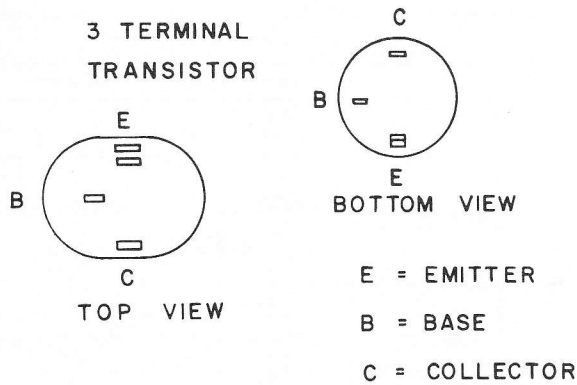 3 TERMINAL
TRANSISTOR
E
B
C
TOP VIEW
C
B
E
BOTTOM VIEW
E = EMITTER
B = BASE
C = COLLECTOR